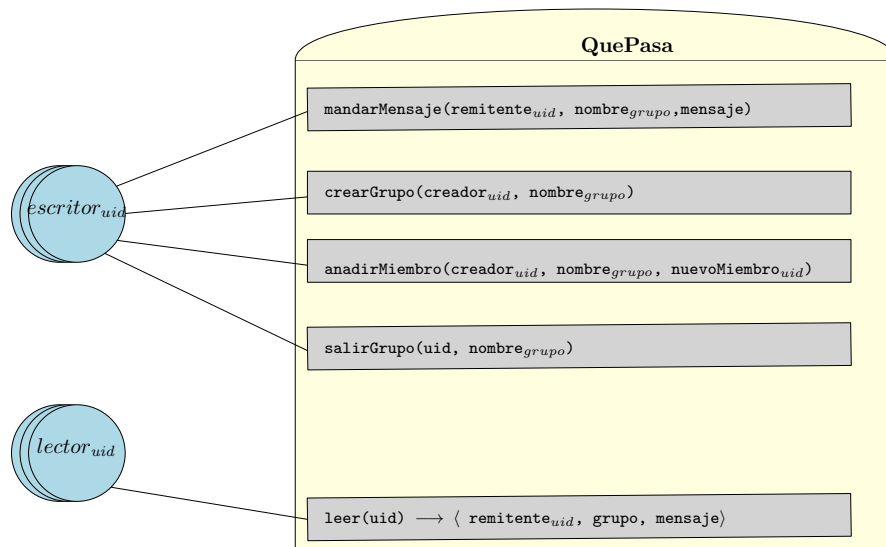 QuePasa
mandarMensaje(remitente_uid, nombre_grupo,mensaje)
escritor_uid
crearGrupo(creador_uid, nombre_grupo)
anadirMiembro(creador_uid, nombre_grupo, nuevoMiembro_uid)
salirGrupo(uid, nombre_grupo)
lector_uid
leer(uid) ⟶ ⟨ remitente_uid, grupo, mensaje⟩